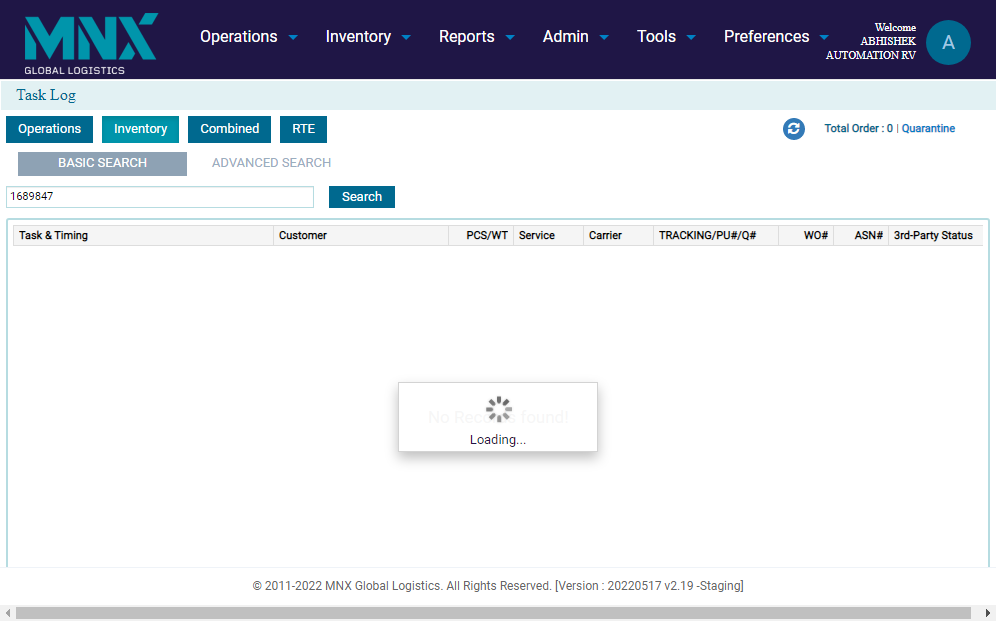 MNX
GLOBAL LOGISTICS
Operations Inventory Reports Admin Tools Preferences
Welcome
ABHISHEK
AUTOMATION RV
A
Task Log
Operations Inventory Combined RTE
Total Order : 0 | Quarantine
BASIC SEARCH ADVANCED SEARCH
1689847 Search
Task & Timing Customer PCS/WT Service Carrier TRACKING/PU#/Q# WO# ASN# 3rd-Party Status
No Records found!
Loading...
© 2011-2022 MNX Global Logistics. All Rights Reserved. [Version : 20220517 v2.19 -Staging]